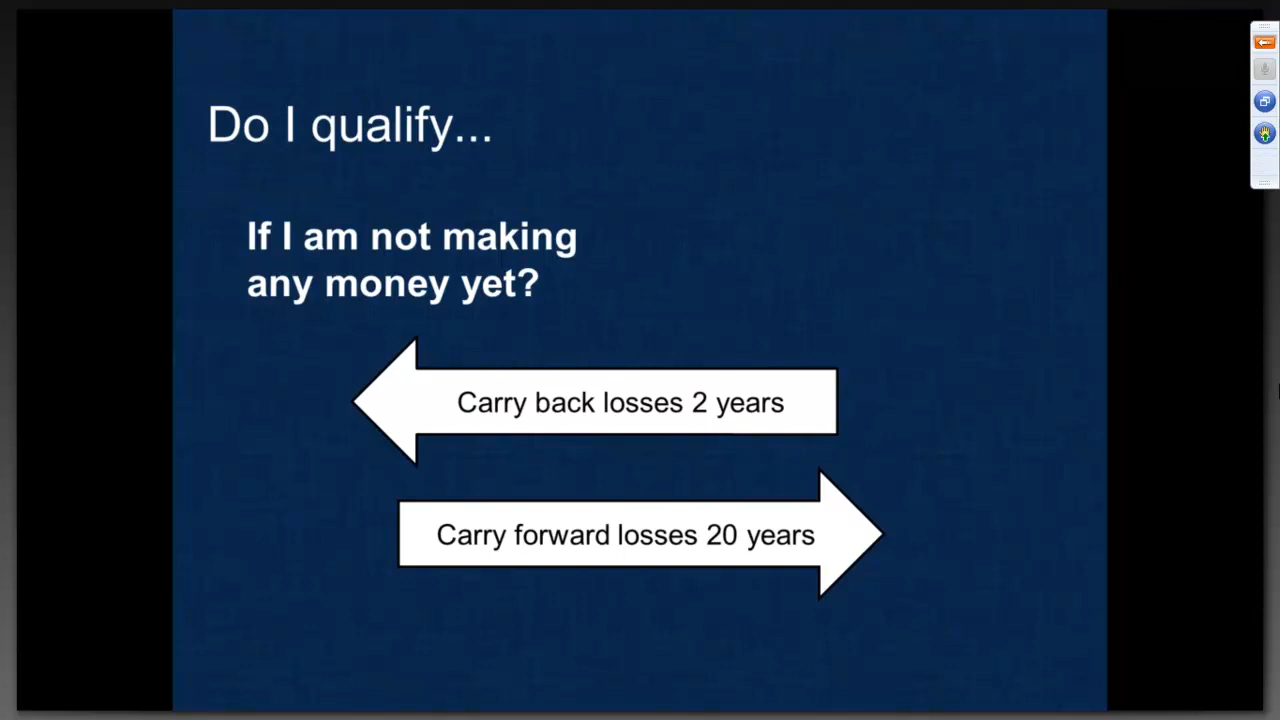 Do I qualify...
If I am not making
any money yet?
Carry back losses 2 years
Carry forward losses 20 years